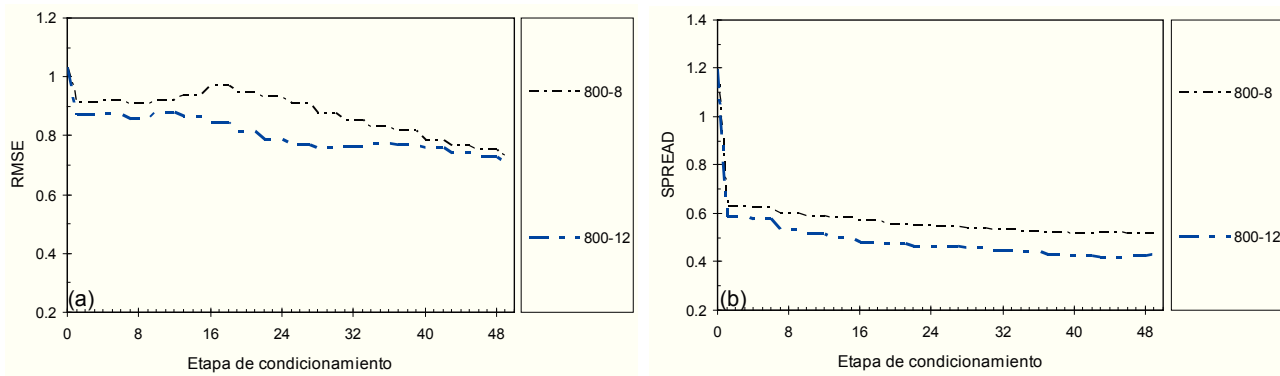 1.2
1
0.8
0.6
0.4
0.2
RMSE
(a)
0 8 16 24 32 40 48
Etapa de condicionamiento
800-8
800-12
1.4
1.2
1
0.8
0.6
0.4
0.2
SPREAD
(b)
0 8 16 24 32 40 48
Etapa de condicionamiento
800-8
800-12